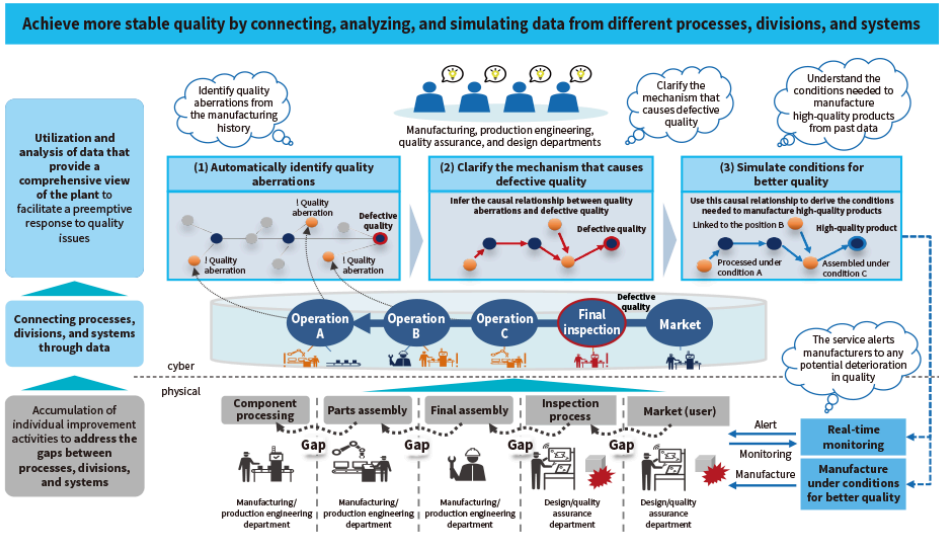 Achieve more stable quality by connecting, analyzing, and simulating data from different processes, divisions, and systems
Identify quality
aberrations from
the manufacturing
history
Manufacturing, production engineering,
quality assurance, and design departments
Clarify the
mechanism that
causes defective
quality
Understand the
conditions needed to
manufacture
high-quality products
from past data
Utilization and
analysis of data that
provide a
comprehensive view
of the plant to
facilitate a preemptive
response to quality
issues
(1) Automatically identify quality
aberrations
! Quality
aberration
Defective
quality
! Quality
aberration
! Quality
aberration
(2) Clarify the mechanism that causes
defective quality
Infer the causal relationship between quality
aberrations and defective quality
Defective quality
(3) Simulate conditions for
better quality
Use this causal relationship to derive the conditions
needed to manufacture high-quality products
Linked to the position B
High-quality product
Processed under
condition A
Assembled under
condition C
Connecting processes,
divisions, and systems
through data
Operation
A
Operation
B
Operation
C
Final
inspection
Defective
quality
Market
cyber
physical
The service alerts
manufacturers to any
potential deterioration
in quality
Accumulation of
individual improvement
activities to address the
gaps between
processes, divisions,
and systems
Component
processing
Parts assembly
Final assembly
Inspection
process
Market (user)
Gap
Gap
Gap
Gap
Manufacturing/
production engineering
department
Manufacturing/
production engineering
department
Manufacturing/
production engineering
department
Design/quality
assurance
department
Design/quality
assurance
department
Alert
Monitoring
Manufacture
Real-time
monitoring
Manufacture
under conditions
for better quality